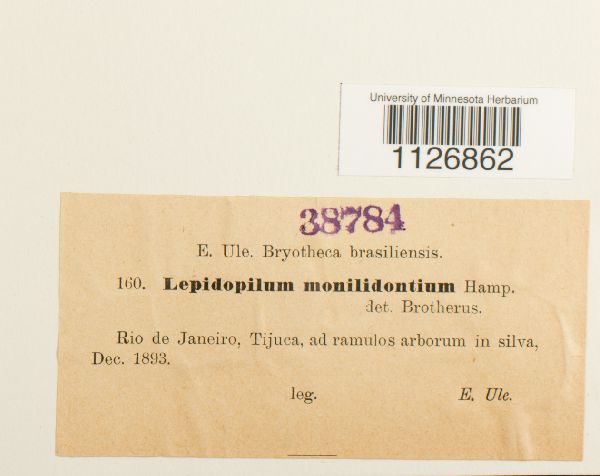 University of Minnesota Herbarium
1126862
38784
E. Ule. Bryotheca brasiliensis.
160. Lepidopilum monilidontium Hamp.
det. Brotherus.
Rio de Janeiro, Tijuca, ad ramulos arborum in silva,
Dec. 1893.
leg. E. Ule.